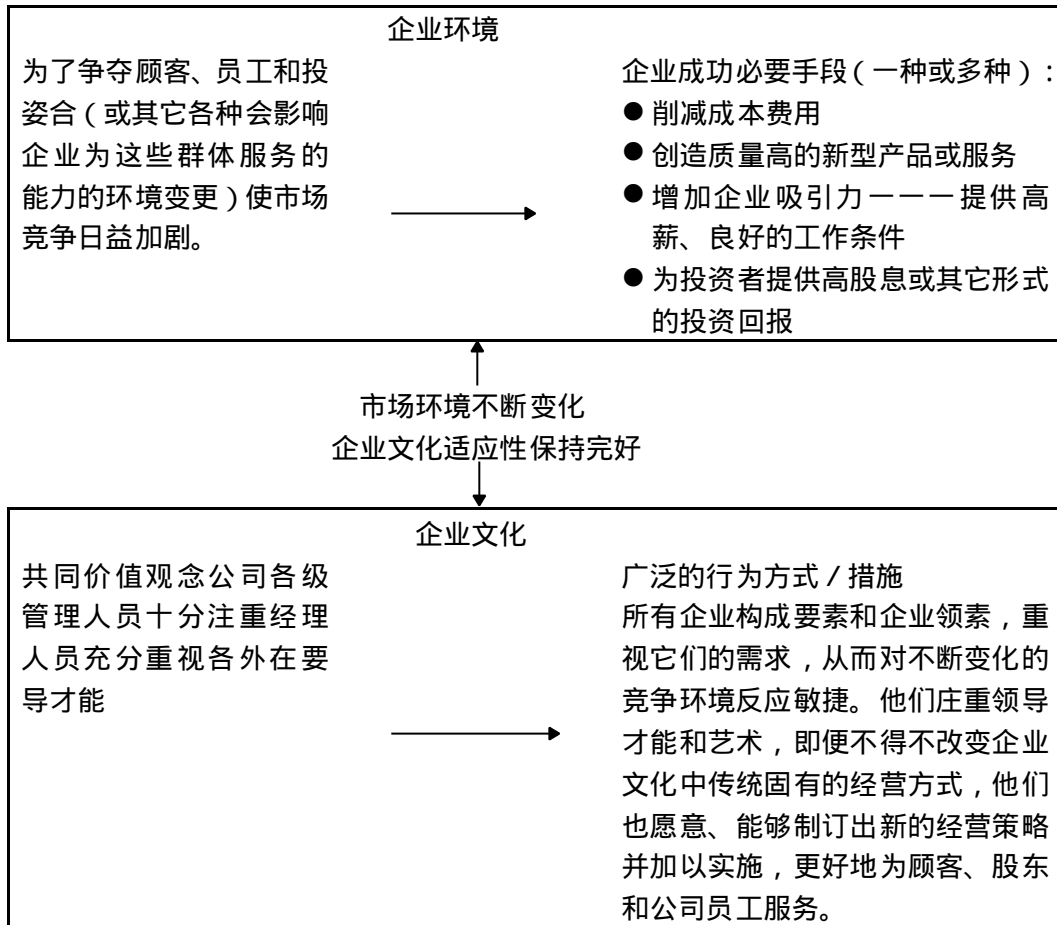 企业环境
为了争夺顾客、员工和投
姿合（或其它各种会影响
企业为这些群体服务的
能力的环境变更）使市场
竞争日益加剧。
企业成功必要手段（一种或多种）：
●削减成本费用
●创造质量高的新型产品或服务
●增加企业吸引力———提供高
薪、良好的工作条件
●为投资者提供高股息或其它形式
的投资回报
市场环境不断变化
企业文化适应性保持完好
企业文化
共同价值观念公司各级
管理人员十分注重经理
人员充分重视各外在要
导才能
广泛的行为方式／措施
所有企业构成要素和企业领素，重
视它们的需求，从而对不断变化的
竞争环境反应敏捷。他们庄重领导
才能和艺术，即便不得不改变企业
文化中传统固有的经营方式，他们
也愿意、能够制订出新的经营策略
并加以实施，更好地为顾客、股东
和公司员工服务。